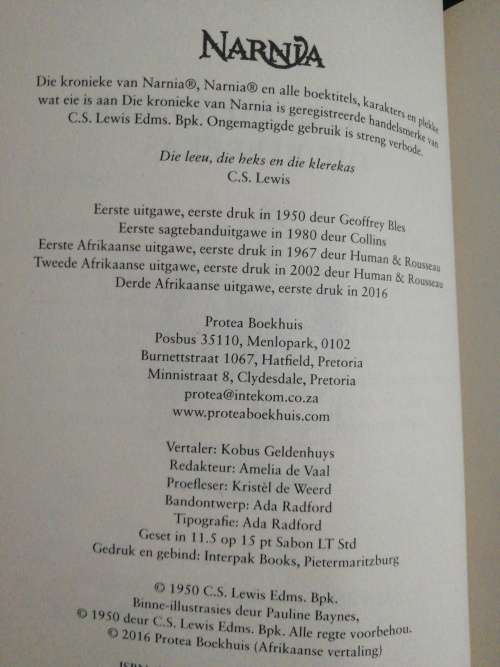 NARNIA
Die kronieke van Narnia®, Narnia® en alle boektitels, karakters en plekke
wat eie is aan Die kronieke van Narnia is geregistreerde handelsmerke van
C.S. Lewis Edms. Bpk. Ongemagtigde gebruik is streng verbode.
Die leeu, die heks en die klerekas
C.S. Lewis
Eerste uitgawe, eerste druk in 1950 deur Geoffrey Bles
Eerste sagtebanduitgawe in 1980 deur Collins
Eerste Afrikaanse uitgawe, eerste druk in 1967 deur Human & Rousseau
Tweede Afrikaanse uitgawe, eerste druk in 2002 deur Human & Rousseau
Derde Afrikaanse uitgawe, eerste druk in 2016
Protea Boekhuis
Posbus 35110, Menlopark, 0102
Burnettstraat 1067, Hatfield, Pretoria
Minnistraat 8, Clydesdale, Pretoria
protea@intekom.co.za
www.proteaboekhuis.com
Vertaler: Kobus Geldenhuys
Redakteur: Amelia de Vaal
Proefleser: Kristèl de Weerd
Bandontwerp: Ada Radford
Tipografie: Ada Radford
Geset in 11.5 op 15 pt Sabon LT Std
Gedruk en gebind: Interpak Books, Pietermaritzburg
© 1950 C.S. Lewis Edms. Bpk.
Binne-illustrasies deur Pauline Baynes,
© 1950 deur C.S. Lewis Edms. Bpk. Alle regte voorbehou.
© 2016 Protea Boekhuis (Afrikaanse vertaling)